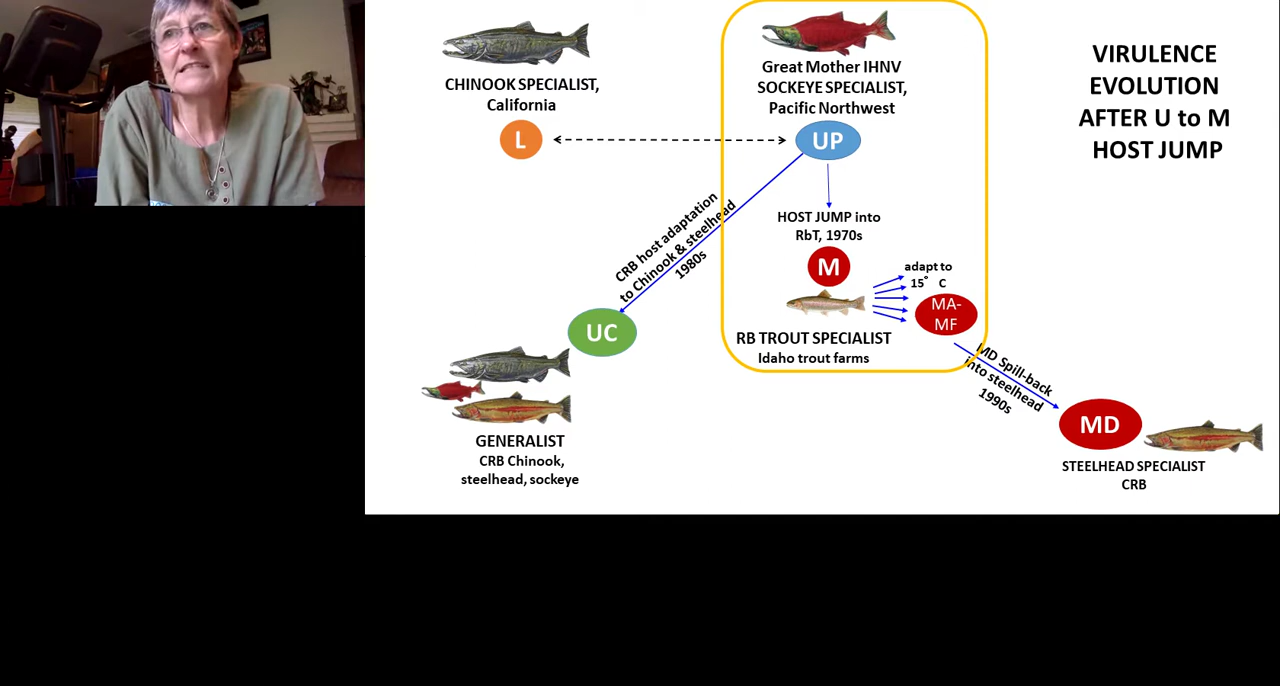 CHINOOK SPECIALIST,
California
L
Great Mother IHNV
SOCKEYE SPECIALIST,
Pacific Northwest
UP
VIRULENCE
EVOLUTION
AFTER U to M
HOST JUMP
CRB host adaptation
to Chinook & steelhead
1980s
HOST JUMP into
RbT, 1970s
M
adapt to
15° C
MA-
MF
RB TROUT SPECIALIST
Idaho trout farms
UC
GENERALIST
CRB Chinook,
steelhead, sockeye
MD Spill-back
into steelhead
1990s
MD
STEELHEAD SPECIALIST
CRB